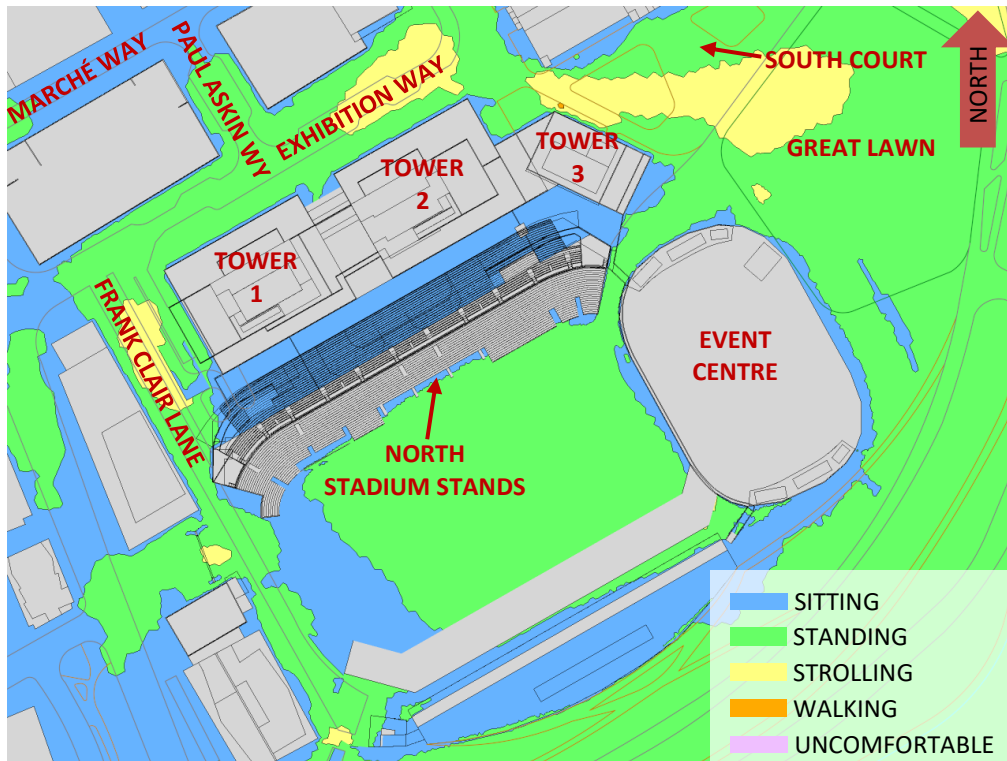 MARCHÉ WAY
PAUL ASKIN WY
EXHIBITION WAY
SOUTH COURT
NORTH
GREAT LAWN
TOWER
3
TOWER
2
TOWER
1
FRANK CLAIR LANE
EVENT
CENTRE
NORTH
STADIUM STANDS
SITTING
STANDING
STROLLING
WALKING
UNCOMFORTABLE